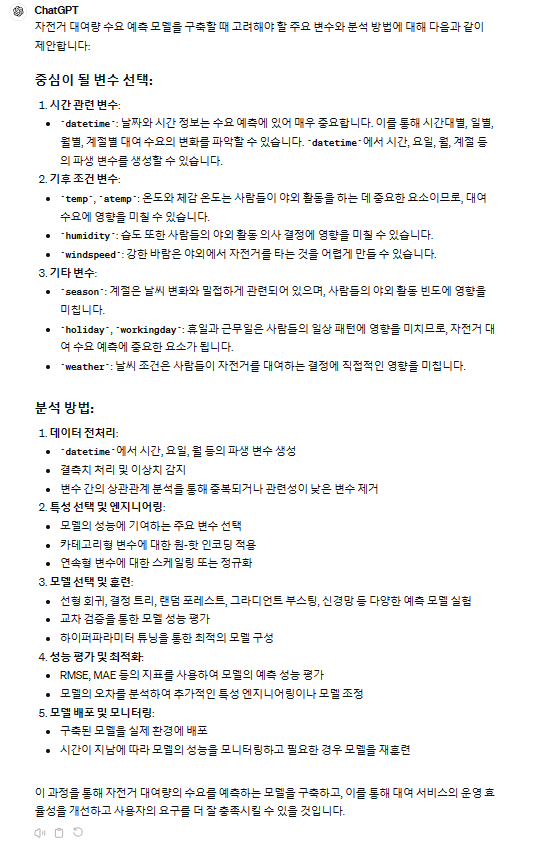 ChatGPT
자전거 대여량 수요 예측 모델을 구축할 때 고려해야 할 주요 변수와 분석 방법에 대해 다음과 같이
제안합니다:
중심이 될 변수 선택:
1. 시간 관련 변수:
• `datetime`: 날짜와 시간 정보는 수요 예측에 있어 매우 중요합니다. 이를 통해 시간대별, 일별,
월별, 계절별 대여 수요의 변화를 파악할 수 있습니다. `datetime`에서 시간, 요일, 월, 계절 등
의 파생 변수를 생성할 수 있습니다.
2. 기후 조건 변수:
• `temp`, `atemp`: 온도와 체감 온도는 사람들이 야외 활동을 하는 데 중요한 요소이므로, 대여
수요에 영향을 미칠 수 있습니다.
• `humidity`: 습도 또한 사람들의 야외 활동 의사 결정에 영향을 미칠 수 있습니다.
• `windspeed`: 강한 바람은 야외에서 자전거를 타는 것을 어렵게 만들 수 있습니다.
3. 기타 변수:
• `season`: 계절은 날씨 변화와 밀접하게 관련되어 있으며, 사람들의 야외 활동 빈도에 영향을
미칩니다.
• `holiday`, `workingday`: 휴일과 근무일은 사람들의 일상 패턴에 영향을 미치므로, 자전거 대
여 수요 예측에 중요한 요소가 됩니다.
• `weather`: 날씨 조건은 사람들이 자전거를 대여하는 결정에 직접적인 영향을 미칩니다.
분석 방법:
1. 데이터 전처리:
• `datetime`에서 시간, 요일, 월 등의 파생 변수 생성
• 결측치 처리 및 이상치 감지
• 변수 간의 상관관계 분석을 통해 중복되거나 관련성이 낮은 변수 제거
2. 특성 선택 및 엔지니어링:
• 모델의 성능에 기여하는 주요 변수 선택
• 카테고리형 변수에 대한 원-핫 인코딩 적용
• 연속형 변수에 대한 스케일링 또는 정규화
3. 모델 선택 및 훈련:
• 선형 회귀, 결정 트리, 랜덤 포레스트, 그라디언트 부스팅, 신경망 등 다양한 예측 모델 실험
• 교차 검증을 통한 모델 성능 평가
• 하이퍼파라미터 튜닝을 통한 최적의 모델 구성
4. 성능 평가 및 최적화:
• RMSE, MAE 등의 지표를 사용하여 모델의 예측 성능 평가
• 모델의 오차를 분석하여 추가적인 특성 엔지니어링이나 모델 조정
5. 모델 배포 및 모니터링:
• 구축된 모델을 실제 환경에 배포
• 시간이 지남에 따라 모델의 성능을 모니터링하고 필요한 경우 모델을 재훈련
이 과정을 통해 자전거 대여량의 수요를 예측하는 모델을 구축하고, 이를 통해 대여 서비스의 운영 효
율성을 개선하고 사용자의 요구를 더 잘 충족시킬 수 있을 것입니다.